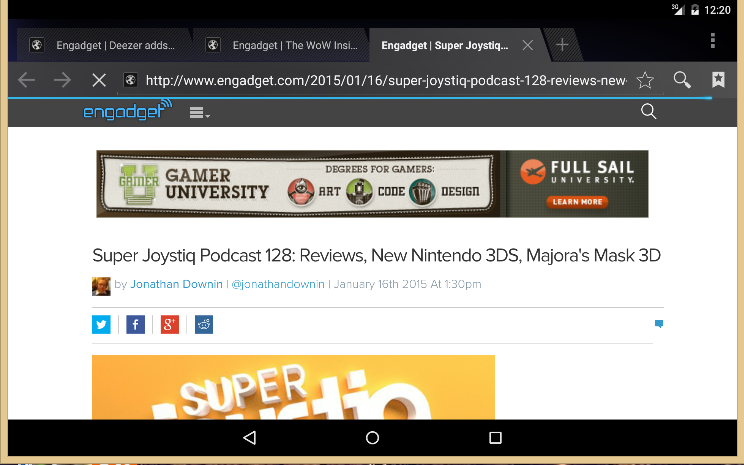 3G 12:20
Engadget | Deezer adds...
Engadget | The WoW Insi...
Engadget | Super Joystiq...
http://www.engadget.com/2015/01/16/super-joystiq-podcast-128-reviews-new-
engadget
GAMER
GAMER UNIVERSITY
DEGREES FOR GAMERS:
ART CODE DESIGN
FULL SAIL
UNIVERSITY.
LEARN MORE
Super Joystiq Podcast 128: Reviews, New Nintendo 3DS, Majora's Mask 3D
by Jonathan Downin | @jonathandownin | January 16th 2015 At 1:30pm
SUPER